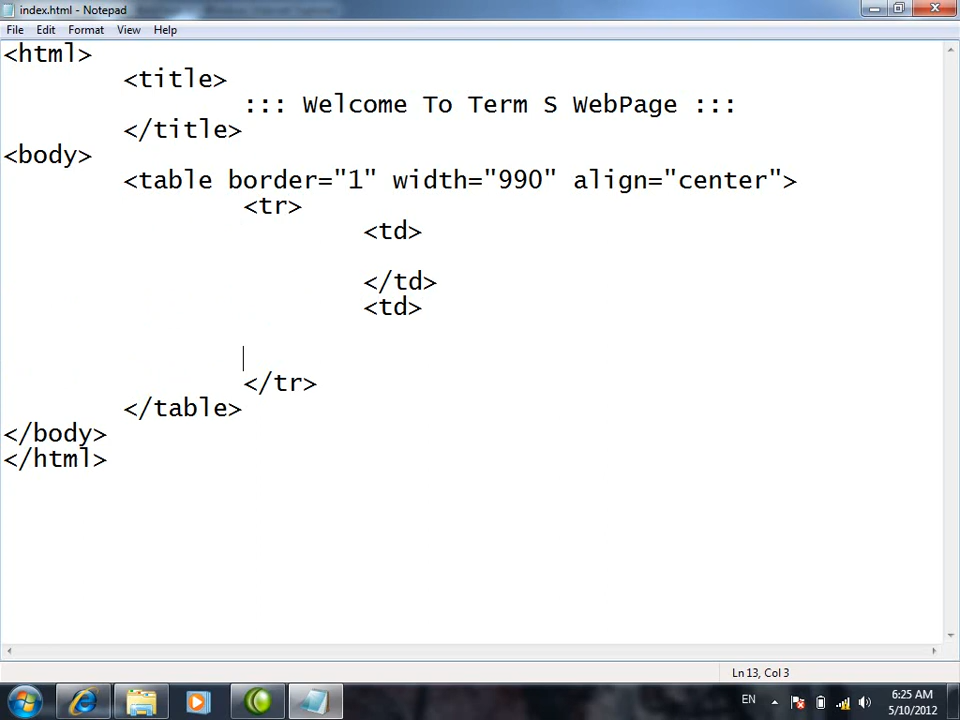 index.html - Notepad
File Edit Format View Help
<html>
<title>
::: Welcome To Term S WebPage :::
</title>
<body>
<table border="1" width="990" align="center">
<tr>
<td>
</td>
<td>
</tr>
</table>
</body>
</html>
Ln 13, Col 3
EN
6:25 AM
5/10/2012